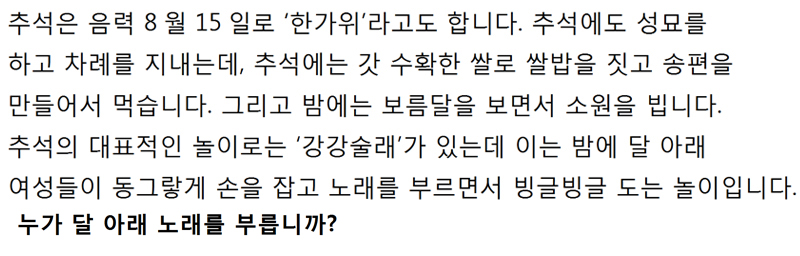 추석은 음력 8 월 15 일로 ‘한가위’라고도 합니다. 추석에도 성묘를
하고 차례를 지내는데, 추석에는 갓 수확한 쌀로 쌀밥을 짓고 송편을
만들어서 먹습니다. 그리고 밤에는 보름달을 보면서 소원을 빕니다.
추석의 대표적인 놀이로는 ‘강강술래’가 있는데 이는 밤에 달 아래
여성들이 동그랗게 손을 잡고 노래를 부르면서 빙글빙글 도는 놀이입니다.
누가 달 아래 노래를 부릅니까?